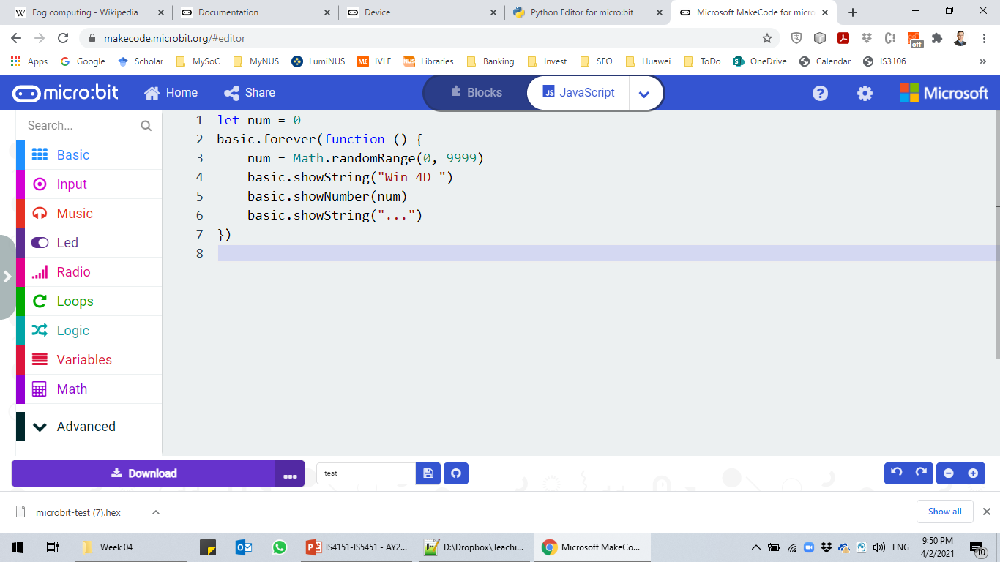 Fog computing - Wikipedia
Documentation
Device
Python Editor for micro:bit
Microsoft MakeCode for micro
makecode.microbit.org/#editor
off
Apps
Google
Scholar
MySoC
MyNUS
LumiNUS
ME IVLE
NUS Libraries
Banking
Invest
SEO
Huawei
ToDo
OneDrive
Calendar
IS3106
»
micro:bit
Home
Share
Blocks
JS JavaScript
?
Microsoft
Search...
Basic
Input
Music
Led
Radio
Loops
Logic
Variables
Math
Advanced
1 let num = 0
2 basic.forever(function () {
3 num = Math.randomRange(0, 9999)
4 basic.showString("Win 4D ")
5 basic.showNumber(num)
6 basic.showString("...")
7 })
8
Download
...
test
microbit-test (7).hex
Show all
Week 04
IS4151-IS5451 - AY2...
D:\Dropbox\Teachi...
Microsoft MakeCo...
ENG
9:50 PM
4/2/2021
10